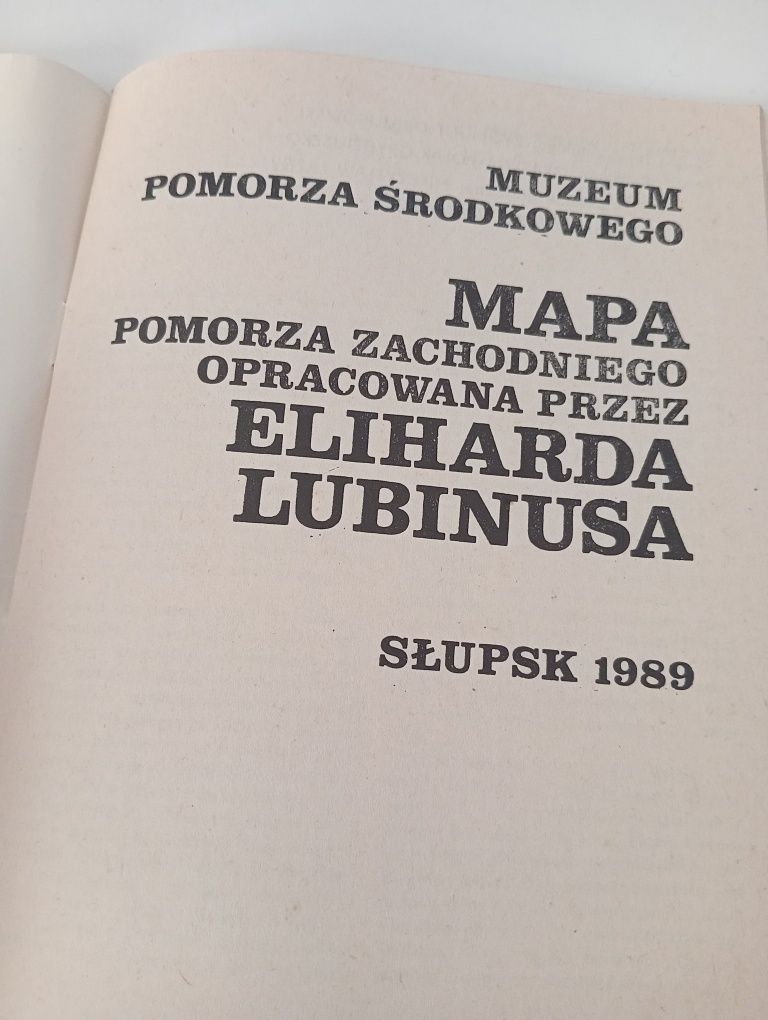 MUZEUM
POMORZA ŚRODKOWEGO
MAPA
POMORZA ZACHODNIEGO
OPRACOWANA PRZEZ
ELIHARDA
LUBINUSA
SŁUPSK 1989